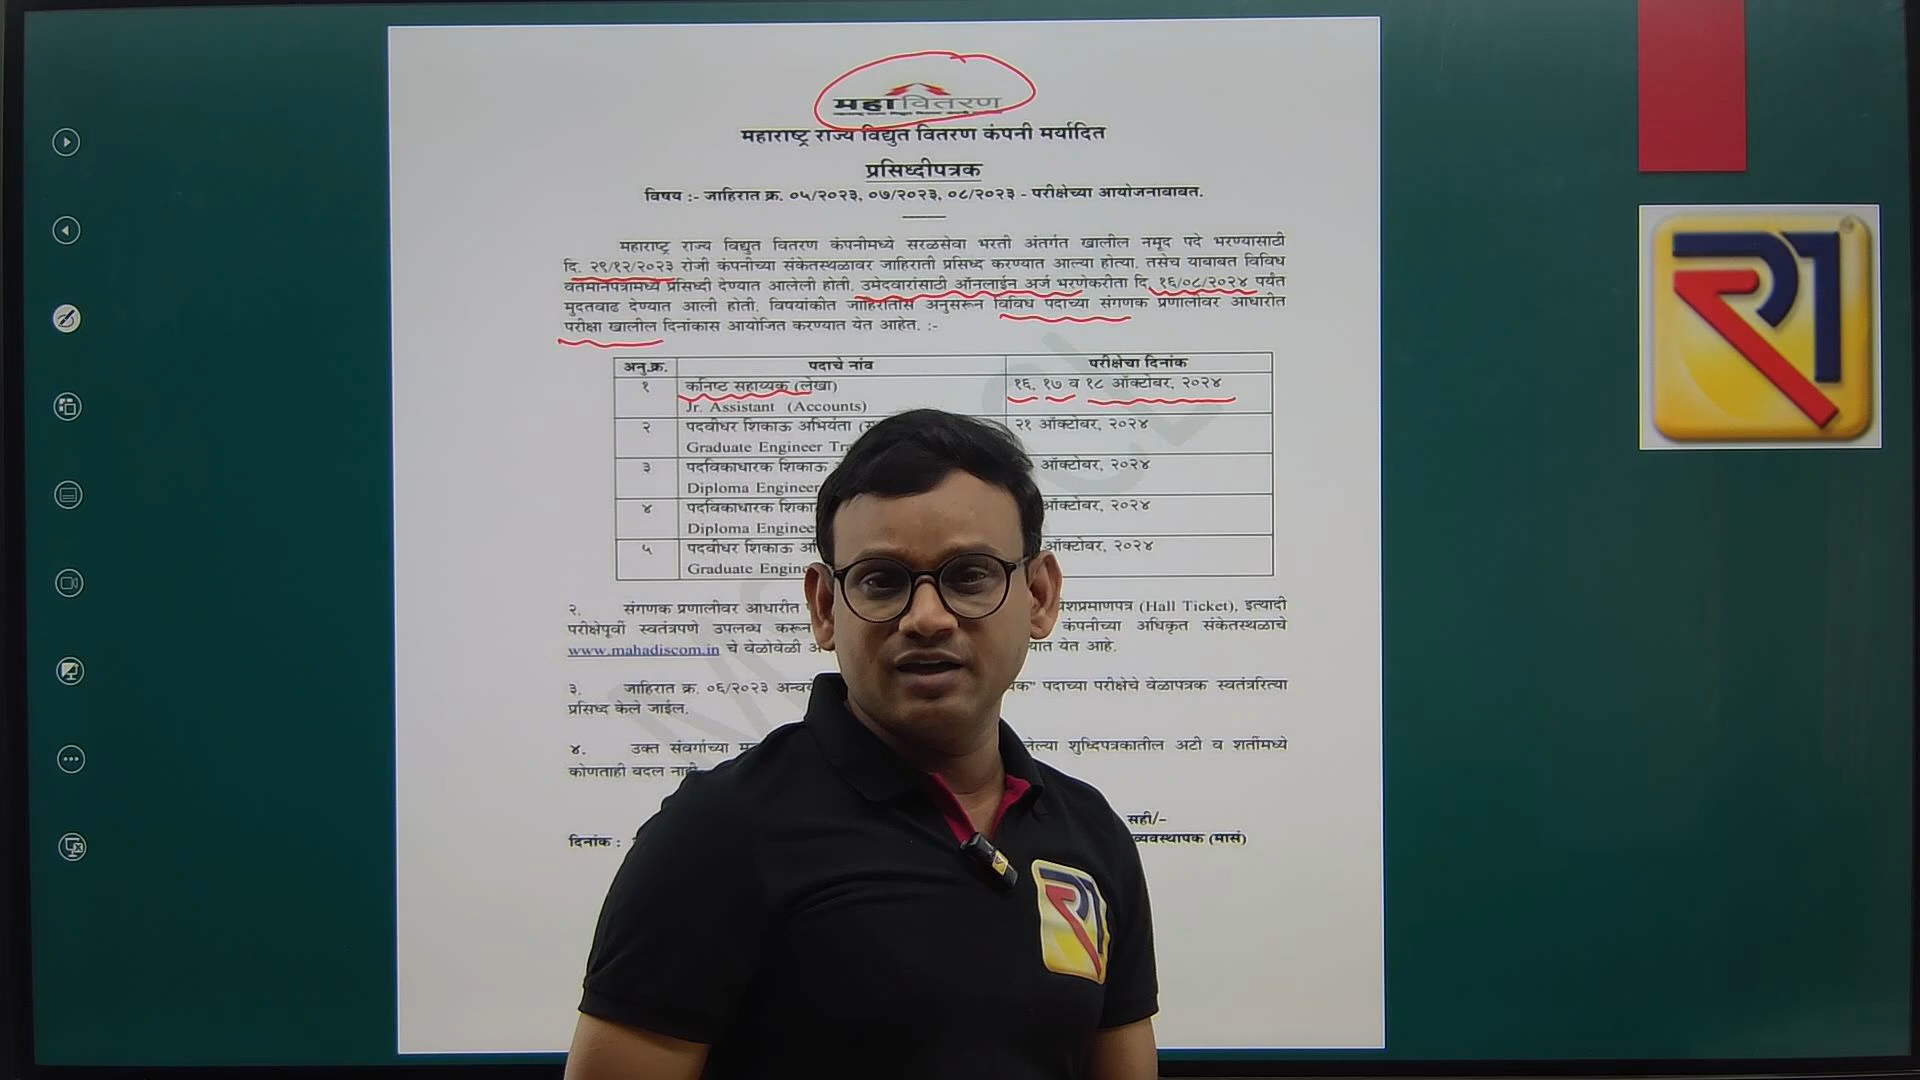 महावितरण
महाराष्ट्र राज्य विद्युत वितरण कंपनी मर्यादित
प्रसिध्दीपत्रक
विषय :- जाहिरात क्र. ०५/२०२३, ०७/२०२३, ०८/२०२३ - परीक्षेच्या आयोजनाबाबत.
महाराष्ट्र राज्य विद्युत वितरण कंपनीमध्ये सरळसेवा भरती अंतर्गत खालील नमूद पदे भरण्यासाठी
दि. २९/१२/२०२३ रोजी कंपनीच्या संकेतस्थळावर जाहिराती प्रसिध्द करण्यात आल्या होत्या. तसेच याबाबत विविध
वर्तमानपत्रामध्ये प्रसिध्दी देण्यात आलेली होती. उमेदवारांसाठी ऑनलाईन अर्ज भरणेकरीता दि. १६/०८/२०२४ पर्यंत
मुदतवाढ देण्यात आली होती. विषयांकीत जाहिरातीस अनुसरून विविध पदाच्या संगणक प्रणालीवर आधारीत
परीक्षा खालील दिनांकास आयोजित करण्यात येत आहेत. :-
अनु.क्र. पदाचे नांव परीक्षेचा दिनांक
१ कनिष्ठ सहाय्यक (लेखा) १६, १७ व १८ ऑक्टोबर, २०२४
Jr. Assistant (Accounts)
२ पदवीधर शिकाऊ अभियंता २१ ऑक्टोबर, २०२४
Graduate Engineer
३ पदविकाधारक शिकाऊ ऑक्टोबर, २०२४
Diploma Engineer
४ पदविकाधारक ऑक्टोबर, २०२४
Diploma Engineer
५ पदवीधर शिकाऊ ऑक्टोबर, २०२४
Graduate
२. संगणक प्रणालीवर आधारीत (Hall Ticket), इत्यादी
परीक्षेपूर्वी स्वतंत्रपणे उपलब्ध करून कंपनीच्या अधिकृत संकेतस्थळाचे
www.mahadiscom.in चे वेळोवेळी येत आहे.
३. जाहिरात क्र. ०६/२०२३ पदाच्या परीक्षेचे वेळापत्रक स्वतंत्ररित्या
प्रसिध्द केले जाईल.
४. उक्त संवर्गाच्या शुध्दिपत्रकातील अटी व शर्तीमध्ये
कोणताही बदल
सही/-
दिनांक : (मासं)